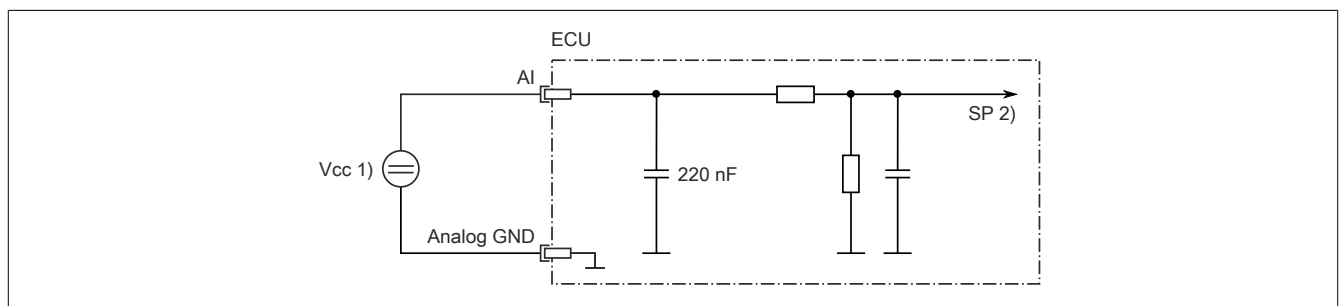 ECU
AI
SP 2)
Vcc 1)
220 nF
Analog GND